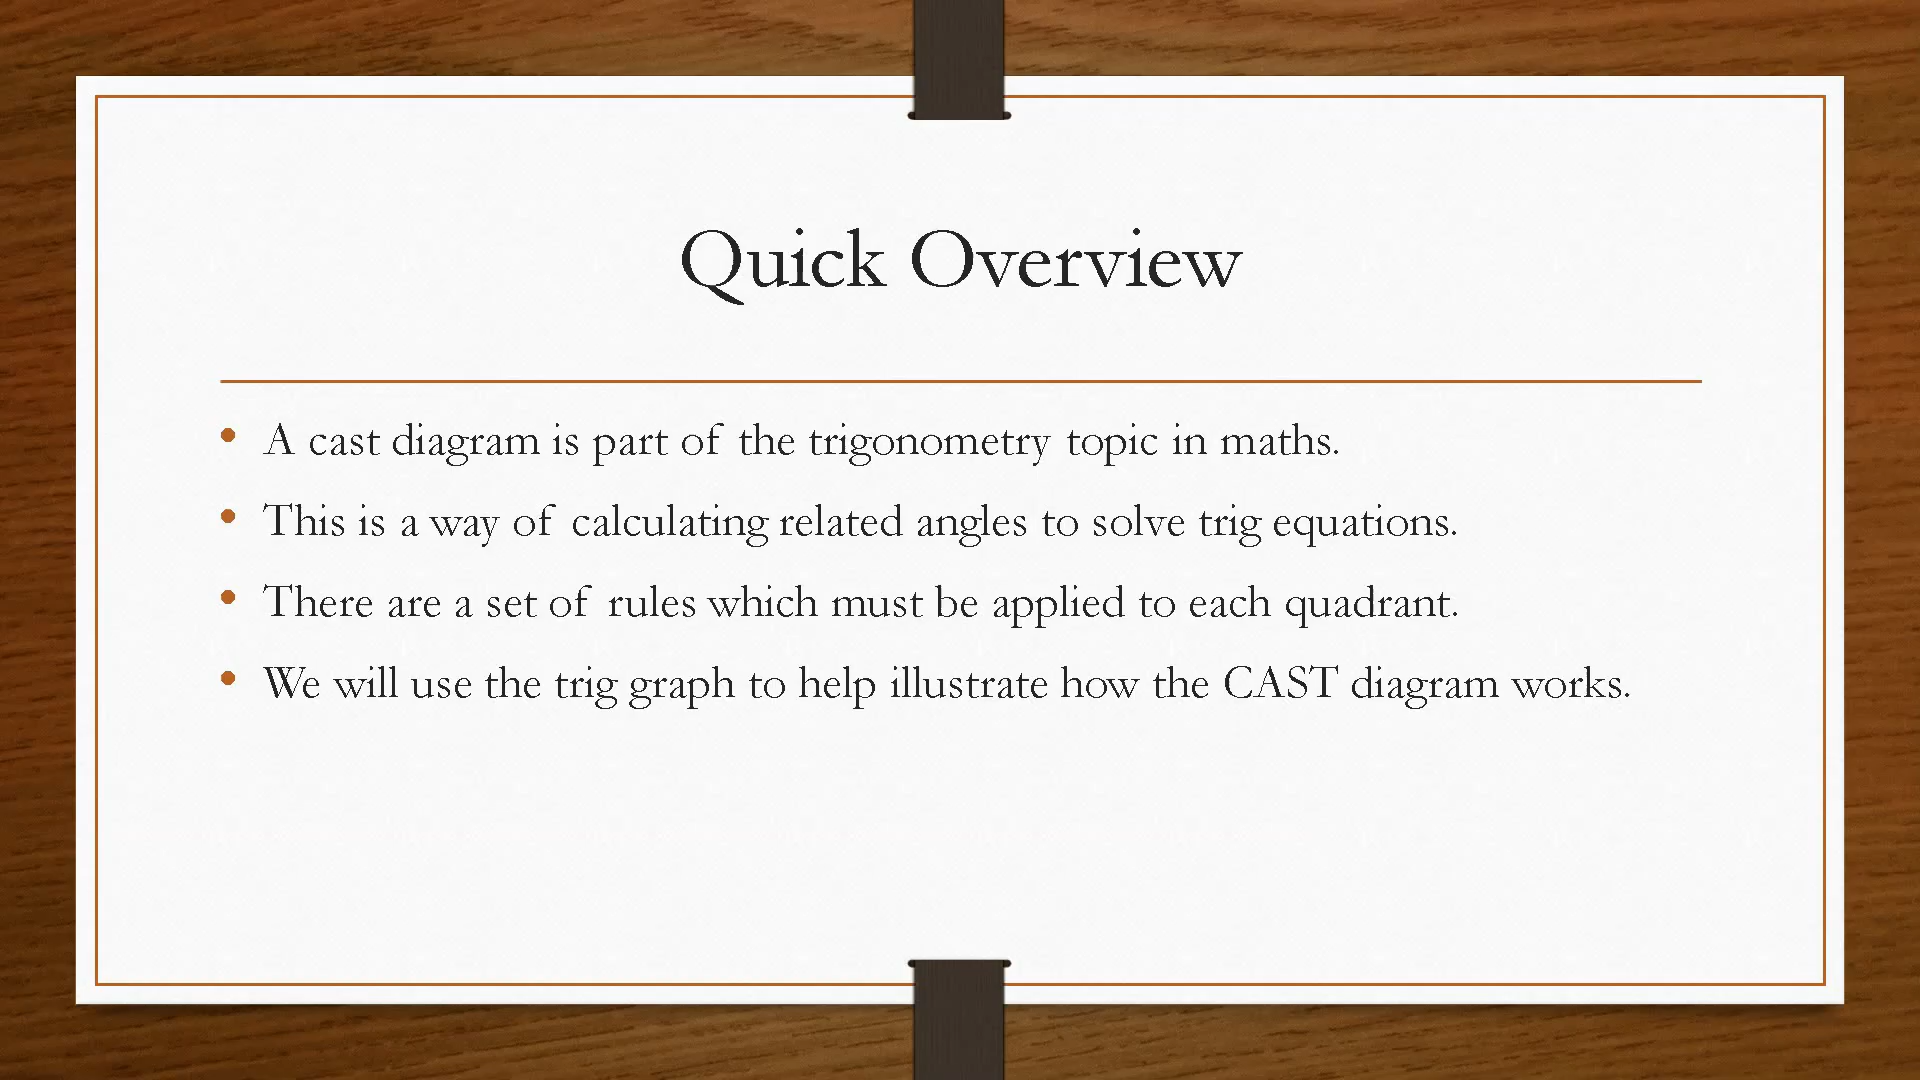 Quick Overview
• A cast diagram is part of the trigonometry topic in maths.
• This is a way of calculating related angles to solve trig equations.
• There are a set of rules which must be applied to each quadrant.
• We will use the trig graph to help illustrate how the CAST diagram works.